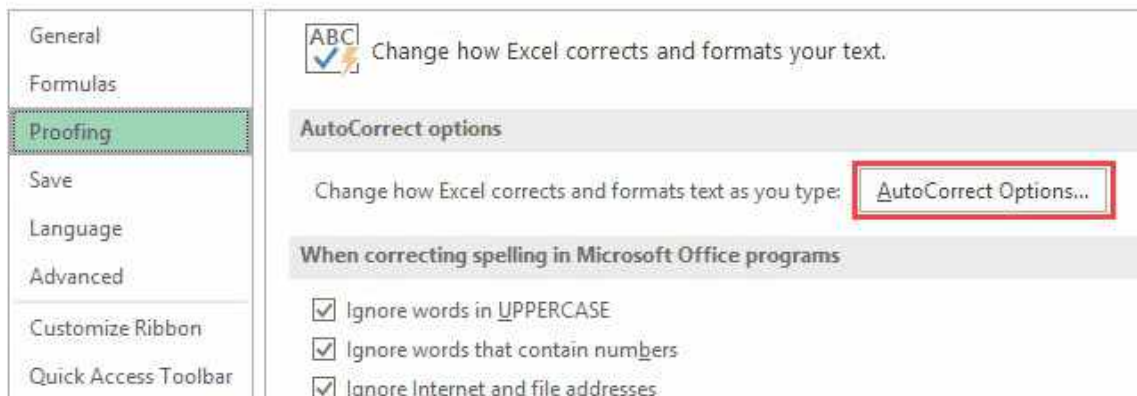 General
Formulas
Proofing
Save
Language
Advanced
Customize Ribbon
Quick Access Toolbar
ABC
Change how Excel corrects and formats your text.
AutoCorrect options
Change how Excel corrects and formats text as you type:
AutoCorrect Options...
When correcting spelling in Microsoft Office programs
Ignore words in UPPERCASE
Ignore words that contain numbers
Ignore Internet and file addresses